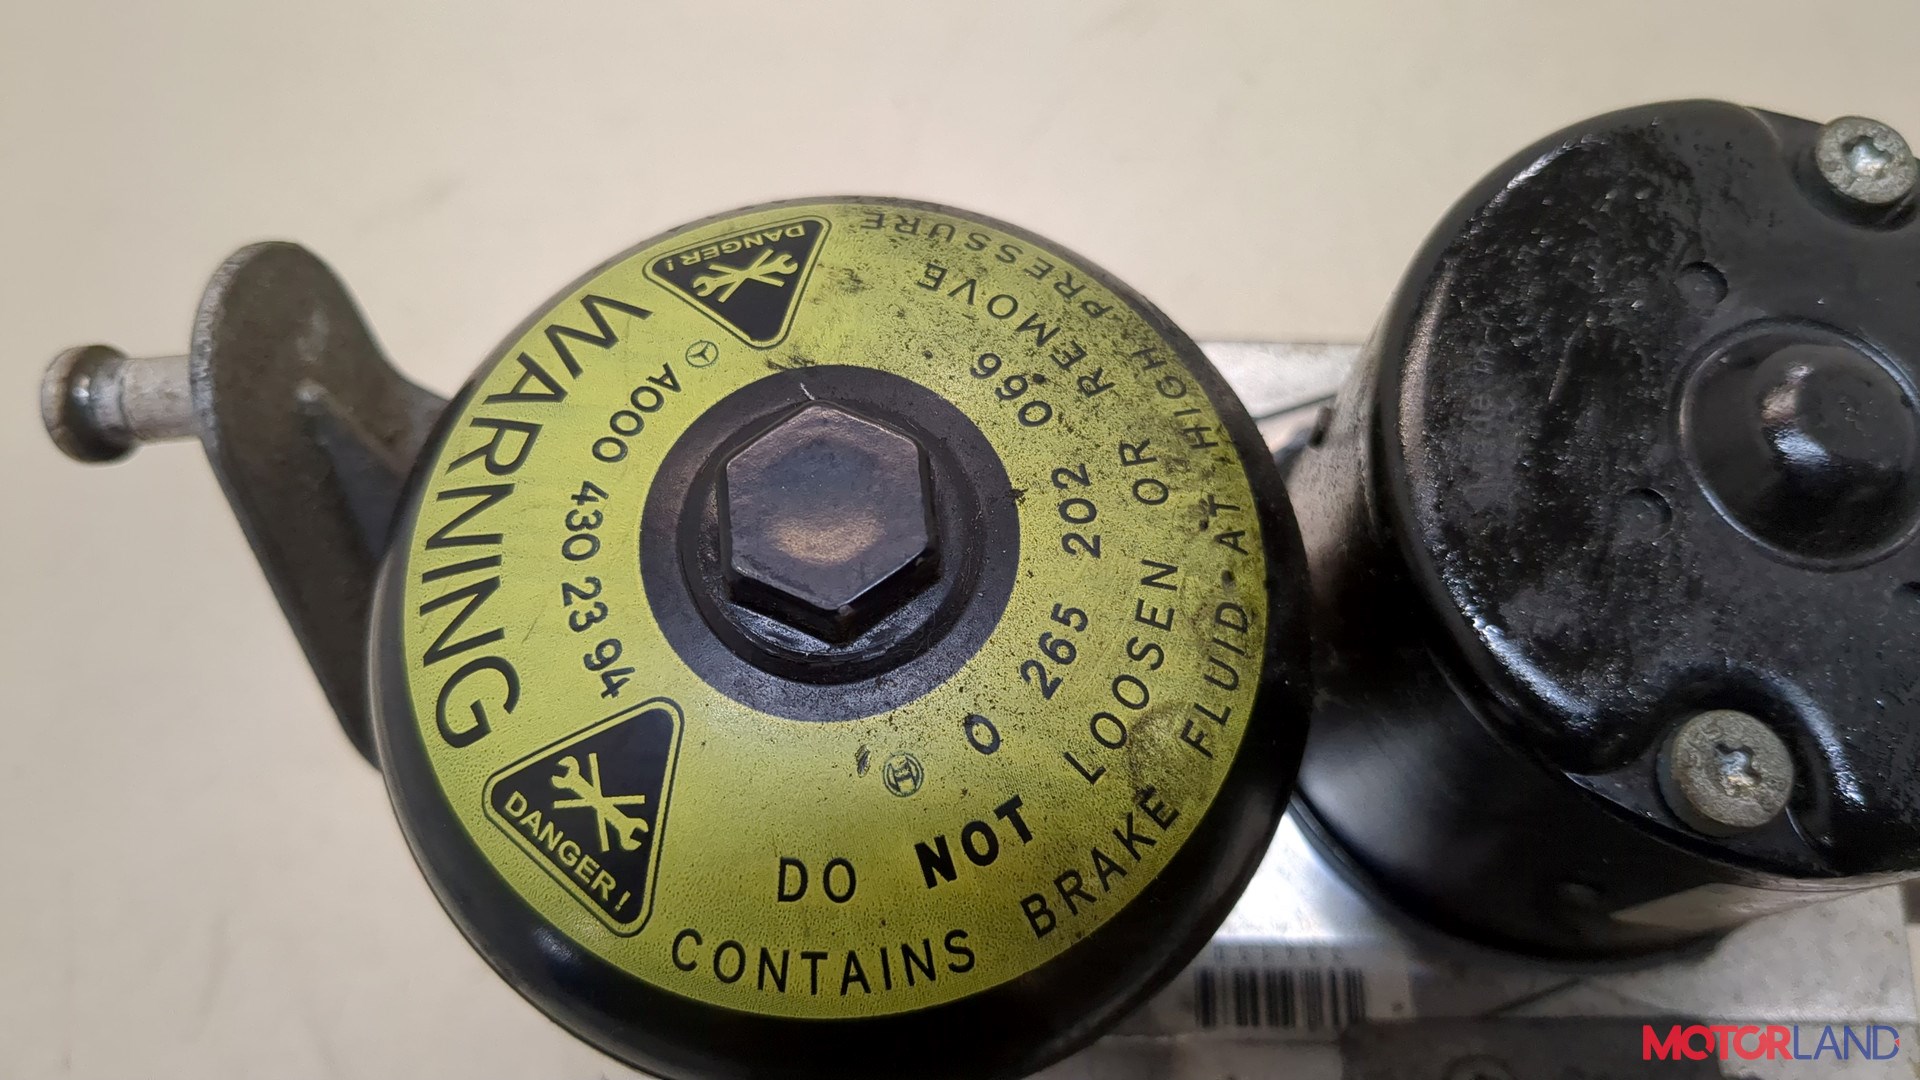 WARNING
DANGER!
DANGER!
A000 430 23 94
0 265 202 066
DO NOT LOOSEN OR REMOVE
CONTAINS BRAKE FLUID AT HIGH PRESSURE
MOTORLAND